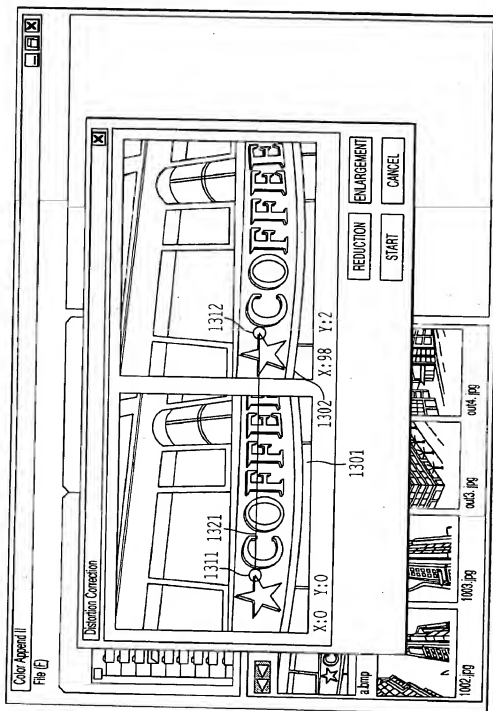 Color Append II
File (F)
Distortion Correction
1311
1321
1312
COFFEE
COFFEE
X:0 Y:0
X:98 Y:2
1302
1301
REDUCTION
ENLARGEMENT
START
CANCEL
a.bmp
1002.jpg
1003.jpg
out3.jpg
out4.jpg